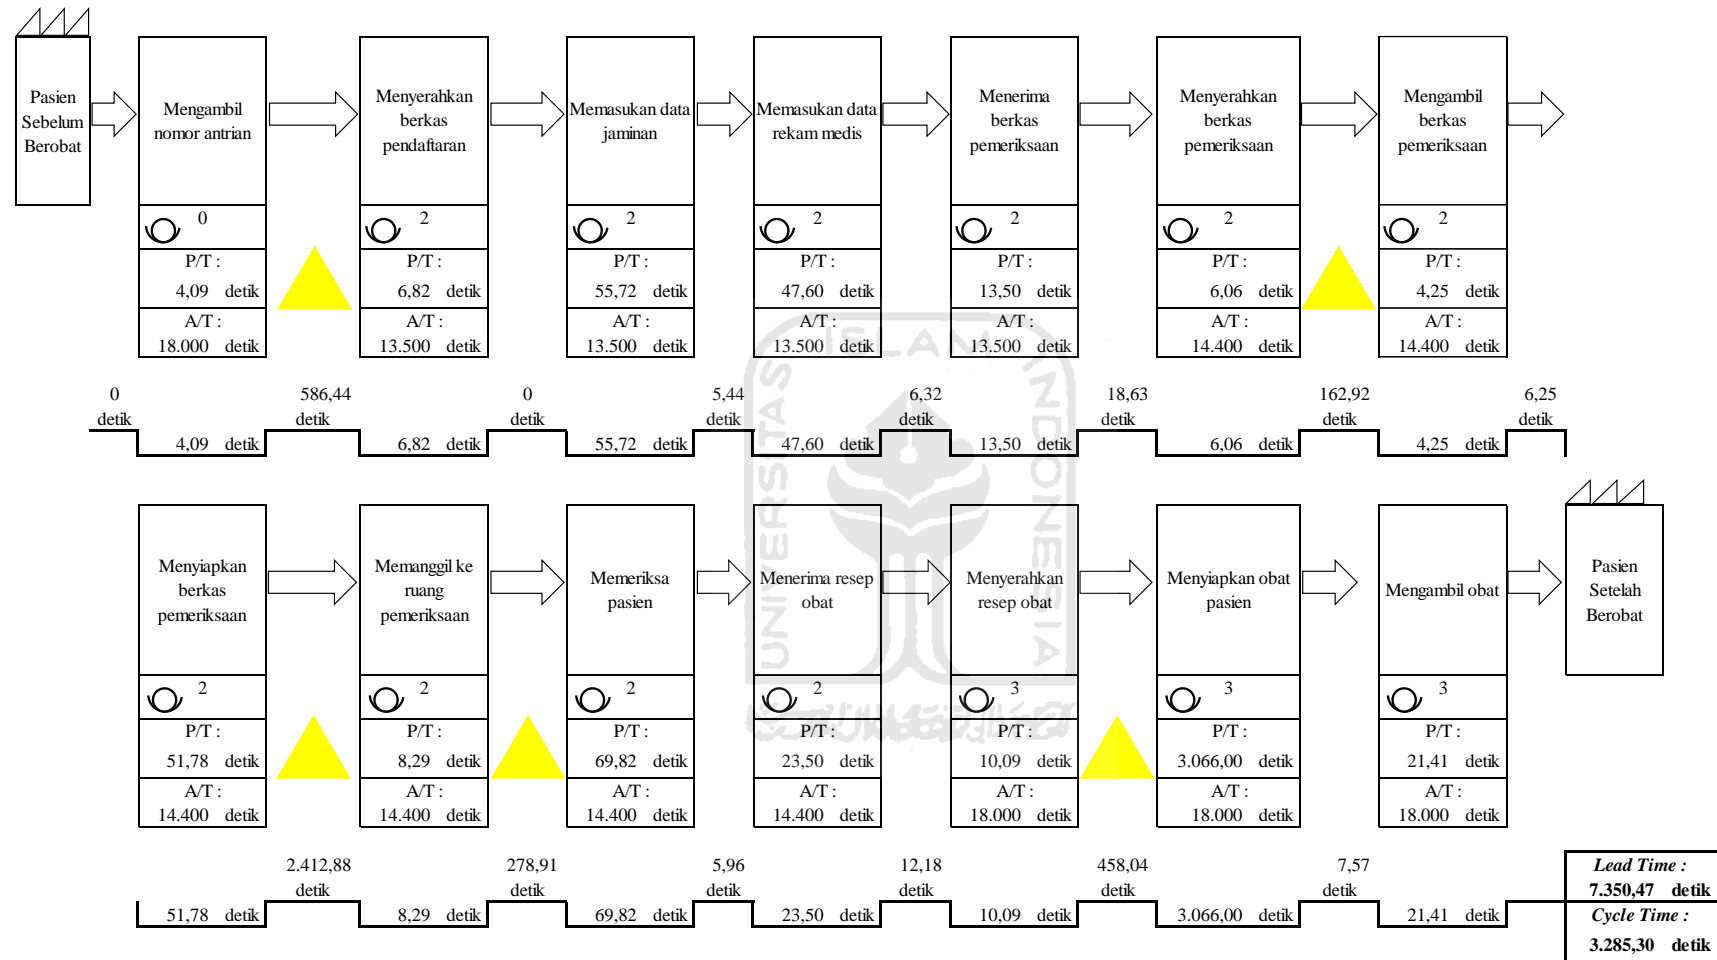 Pasien
Sebelum
Berobat
Mengambil
nomor antrian
Menyerahkan
berkas
pendaftaran
Memasukan data
jaminan
Memasukan data
rekam medis
Menerima
berkas
pemeriksaan
Menyerahkan
berkas
pemeriksaan
Mengambil
berkas
pemeriksaan
0 2 2 2 2 2 2
P/T : P/T : P/T : P/T : P/T : P/T : P/T :
4,09 detik 6,82 detik 55,72 detik 47,60 detik 13,50 detik 6,06 detik 4,25 detik
A/T : A/T : A/T : A/T : A/T : A/T : A/T :
18.000 detik 13.500 detik 13.500 detik 13.500 detik 13.500 detik 14.400 detik 14.400 detik
0 586,44 0 5,44 6,32 18,63 162,92 6,25
detik detik detik detik detik detik detik detik
4,09 detik 6,82 detik 55,72 detik 47,60 detik 13,50 detik 6,06 detik 4,25 detik
Menyiapkan
berkas
pemeriksaan
Memanggil ke
ruang
pemeriksaan
Memeriksa
pasien
Menerima resep
obat
Menyerahkan
resep obat
Menyiapkan obat
pasien
Mengambil obat
Pasien
Setelah
Berobat
2 2 2 2 3 3 3
P/T : P/T : P/T : P/T : P/T : P/T : P/T :
51,78 detik 8,29 detik 69,82 detik 23,50 detik 10,09 detik 3.066,00 detik 21,41 detik
A/T : A/T : A/T : A/T : A/T : A/T : A/T :
14.400 detik 14.400 detik 14.400 detik 14.400 detik 18.000 detik 18.000 detik 18.000 detik
2.412,88 278,91 5,96 12,18 458,04 7,57
detik detik detik detik detik detik
51,78 detik 8,29 detik 69,82 detik 23,50 detik 10,09 detik 3.066,00 detik 21,41 detik
Lead Time :
7.350,47 detik
Cycle Time :
3.285,30 detik
UNIVERSITAS
ISLAM
INDONESIA